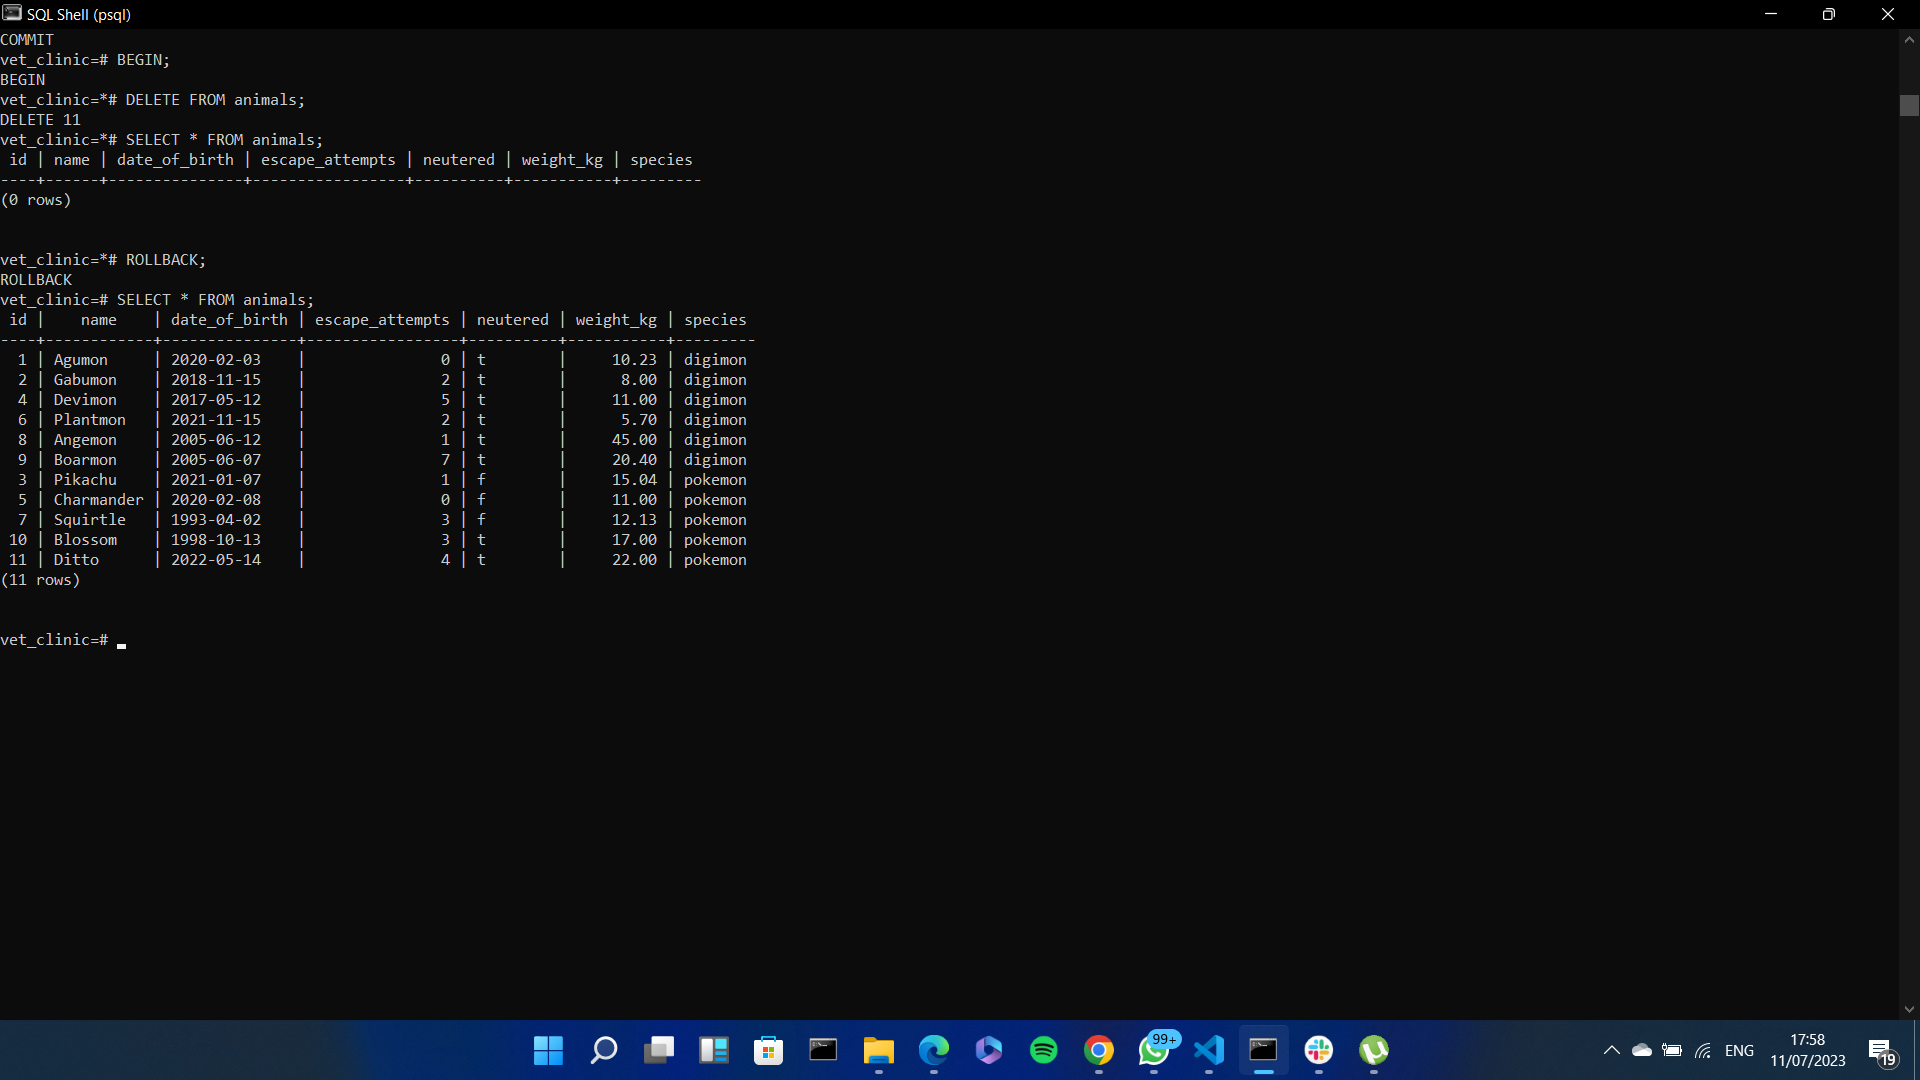 SQL Shell (psql)
COMMIT
vet_clinic=# BEGIN;
BEGIN
vet_clinic=*# DELETE FROM animals;
DELETE 11
vet_clinic=*# SELECT * FROM animals;
 id | name | date_of_birth | escape_attempts | neutered | weight_kg | species
----+------+---------------+-----------------+----------+-----------+---------
(0 rows)
vet_clinic=*# ROLLBACK;
ROLLBACK
vet_clinic=# SELECT * FROM animals;
 id |    name    | date_of_birth | escape_attempts | neutered | weight_kg | species
----+------------+---------------+-----------------+----------+-----------+---------
  1 | Agumon     | 2020-02-03    |               0 | t        |     10.23 | digimon
  2 | Gabumon    | 2018-11-15    |               2 | t        |      8.00 | digimon
  4 | Devimon    | 2017-05-12    |               5 | t        |     11.00 | digimon
  6 | Plantmon   | 2021-11-15    |               2 | t        |      5.70 | digimon
  8 | Angemon    | 2005-06-12    |               1 | t        |     45.00 | digimon
  9 | Boarmon    | 2005-06-07    |               7 | t        |     20.40 | digimon
  3 | Pikachu    | 2021-01-07    |               1 | f        |     15.04 | pokemon
  5 | Charmander | 2020-02-08    |               0 | f        |     11.00 | pokemon
  7 | Squirtle   | 1993-04-02    |               3 | f        |     12.13 | pokemon
 10 | Blossom    | 1998-10-13    |               3 | t        |     17.00 | pokemon
 11 | Ditto      | 2022-05-14    |               4 | t        |     22.00 | pokemon
(11 rows)
vet_clinic=#
99+
ENG
17:58
11/07/2023
19